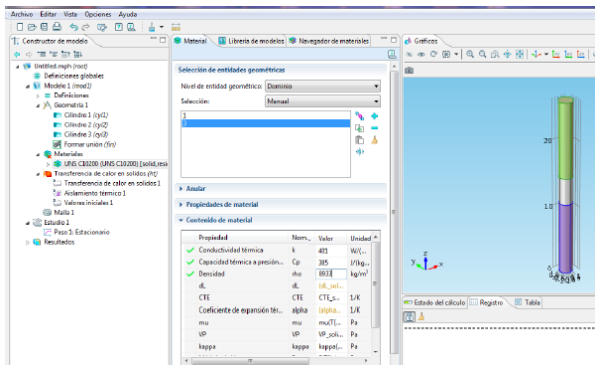 Archivo Editar Vista Opciones Ayuda
Constructor de modelo
Untitled.mph (root)
Definiciones globales
Modelo 1 (mod1)
Definiciones
Geometría 1
Cilindro 1 (cyl1)
Cilindro 2 (cyl2)
Cilindro 3 (cyl3)
Formar unión (fin)
Materiales
UNS C10200 (UNS C10200) [solid,resi
Transferencia de calor en solidos (ht)
Transferencia de calor en solidos 1
Aislamiento térmico 1
Valores iniciales 1
Malla 1
Estudio 1
Paso 1: Estacionario
Resultados
Material Librería de modelos Navegador de materiales
Selección de entidades geométricas
Nivel de entidad geométrico: Dominio
Selección: Manual
1
3
Anular
Propiedades de material
Contenido de material
Propiedad Nom... Valor Unidad
Conductividad térmica k 401 W/(...
Capacidad térmica a presión... Cp 385 J/(kg...
Densidad rho 8933 kg/m³
dL dL (dL_sol...
CTE CTE CTE_s... 1/K
Coeficiente de expansión tér... alpha (alpha... 1/K
mu mu mu(T[... Pa
VP VP VP_soli... Pa
kappa kappa kappa(... Pa
Gráficos
20
10
0
z
y
x
Estado del cálculo Registro Tabla